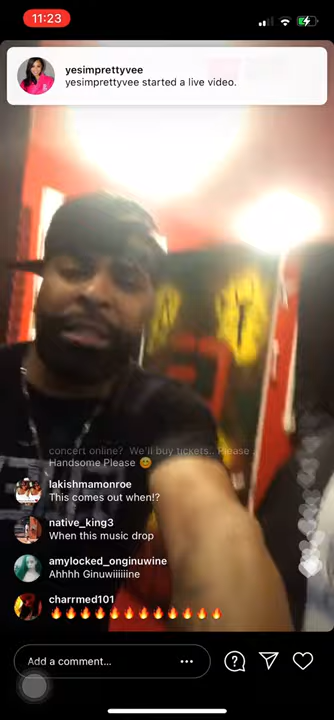 11:23
yesimprettyvee
yesimprettyvee started a live video.
concert online? We'll buy tickets.. Please .
Handsome Please 😊
lakishmamonroe
This comes out when!?
native_king3
When this music drop
amylocked_onginuwine
Ahhhh Ginuwiiiiiine
charrmed101
🔥🔥🔥🔥🔥🔥🔥🔥🔥🔥🔥🔥
Add a comment...